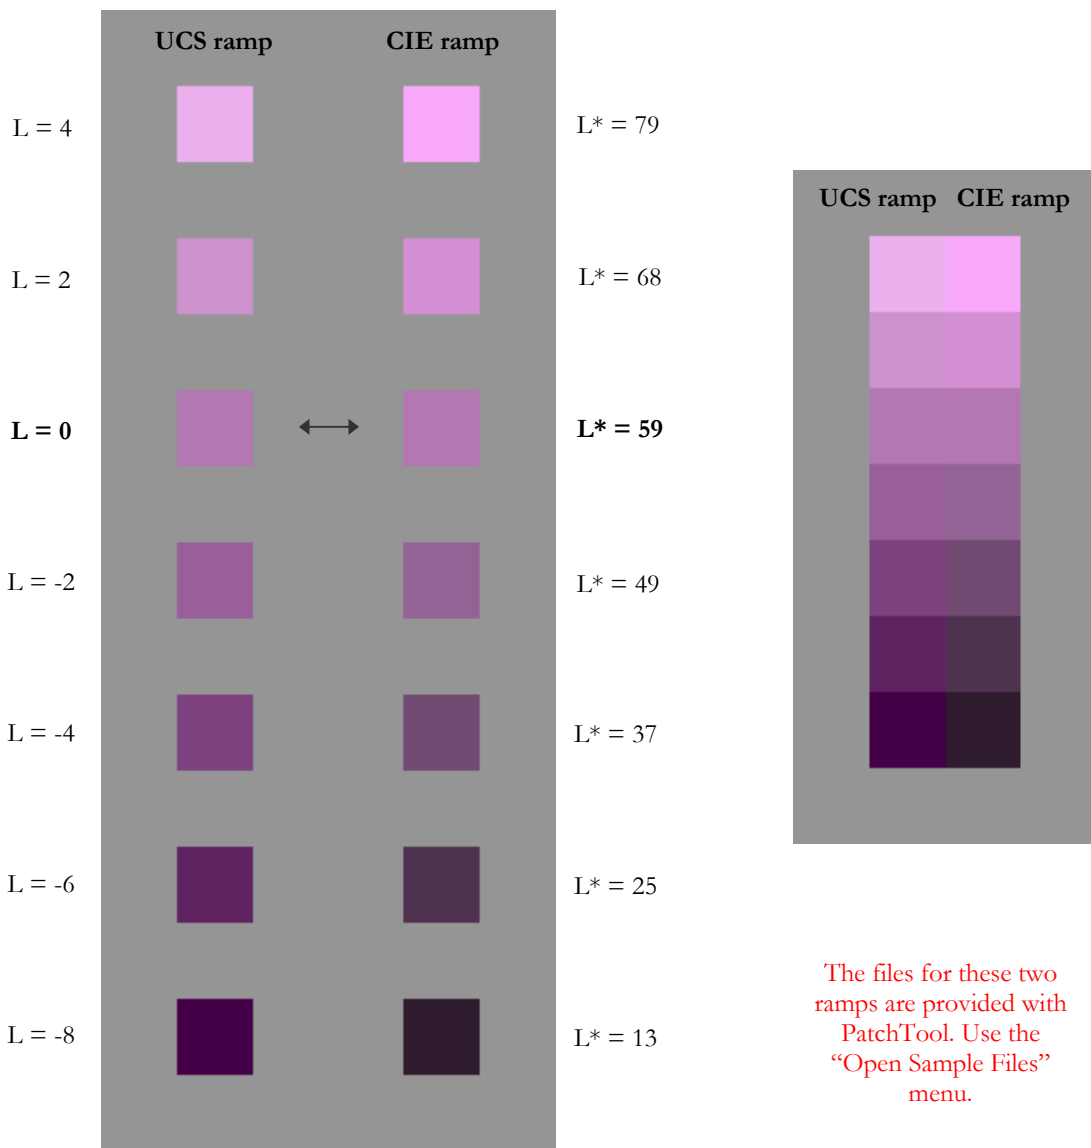 UCS ramp CIE ramp
L = 4 L* = 79
UCS ramp CIE ramp
L = 2 L* = 68
L = 0 L* = 59
L = -2 L* = 49
L = -4 L* = 37
L = -6 L* = 25
L = -8 L* = 13
The files for these two
ramps are provided with
PatchTool. Use the
“Open Sample Files”
menu.